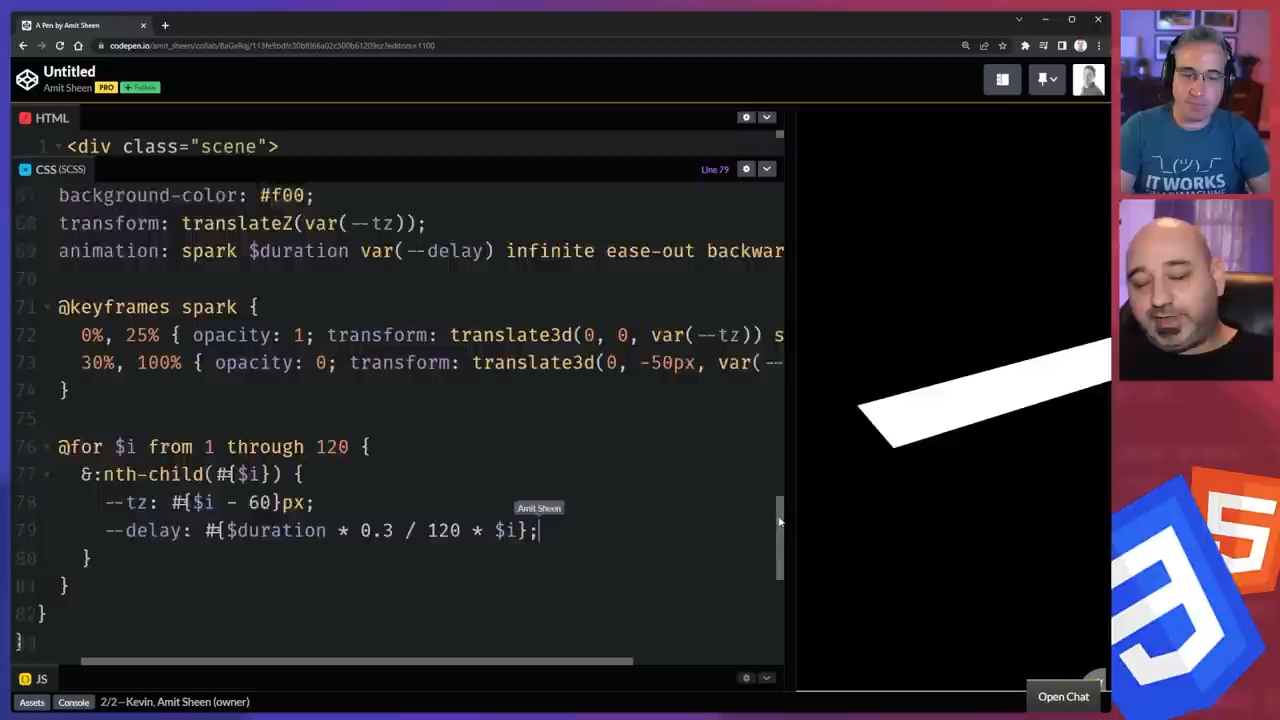 A Pen by Amit Sheen
codepen.io/amit_sheen/collab/BaGxRqj/113fe9bdfc30bf066a02c300b61209cc?editors=1100
Untitled
Amit Sheen PRO + Follow
HTML
1 <div class="scene">
CSS (SCSS)
Line 79
67 background-color: #f00;
68 transform: translateZ(var(--tz));
69 animation: spark $duration var(--delay) infinite ease-out backwar
70
71 @keyframes spark {
72 0%, 25% { opacity: 1; transform: translate3d(0, 0, var(--tz)) s
73 30%, 100% { opacity: 0; transform: translate3d(0, -50px, var(--
74 }
75
76 @for $i from 1 through 120 {
77 &:nth-child(#{$i}) {
78 --tz: #{$i - 60}px;
Amit Sheen
79 --delay: #{$duration * 0.3 / 120 * $i};
80 }
81 }
82 }
}
JS
Assets Console 2/2—Kevin, Amit Sheen (owner)
Open Chat
¯\_(ツ)_/¯
IT WORKS